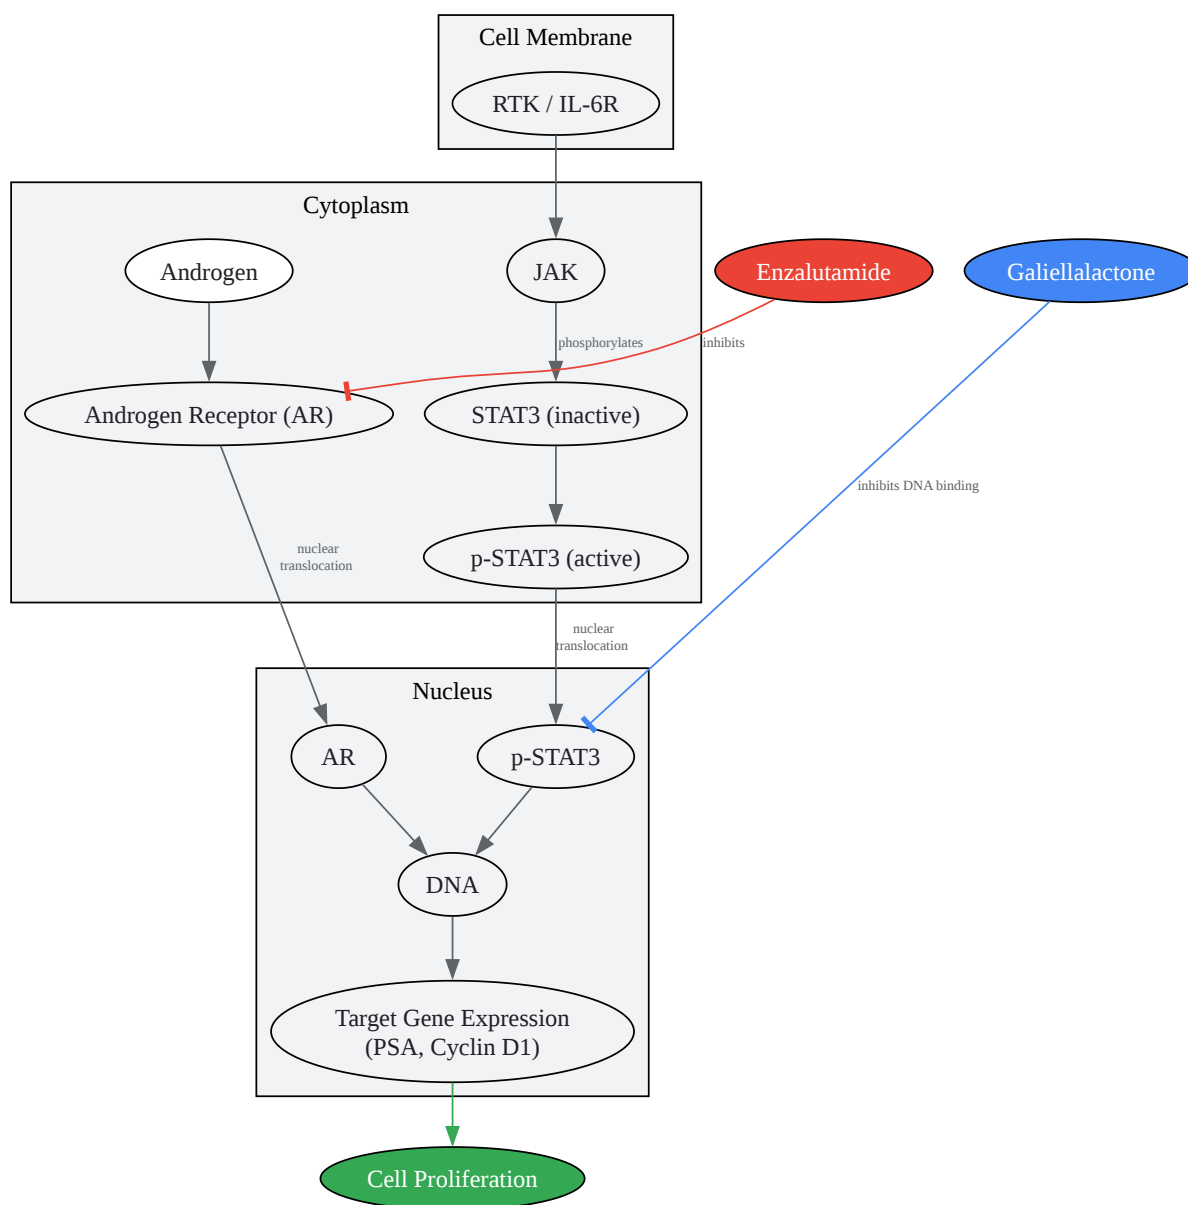 Cell Membrane
RTK / IL-6R
Cytoplasm
Androgen
JAK
Enzalutamide
Galiellalactone
phosphorylates
inhibits
Androgen Receptor (AR)
STAT3 (inactive)
inhibits DNA binding
nuclear
translocation
p-STAT3 (active)
nuclear
translocation
Nucleus
AR
p-STAT3
DNA
Target Gene Expression
(PSA, Cyclin D1)
Cell Proliferation